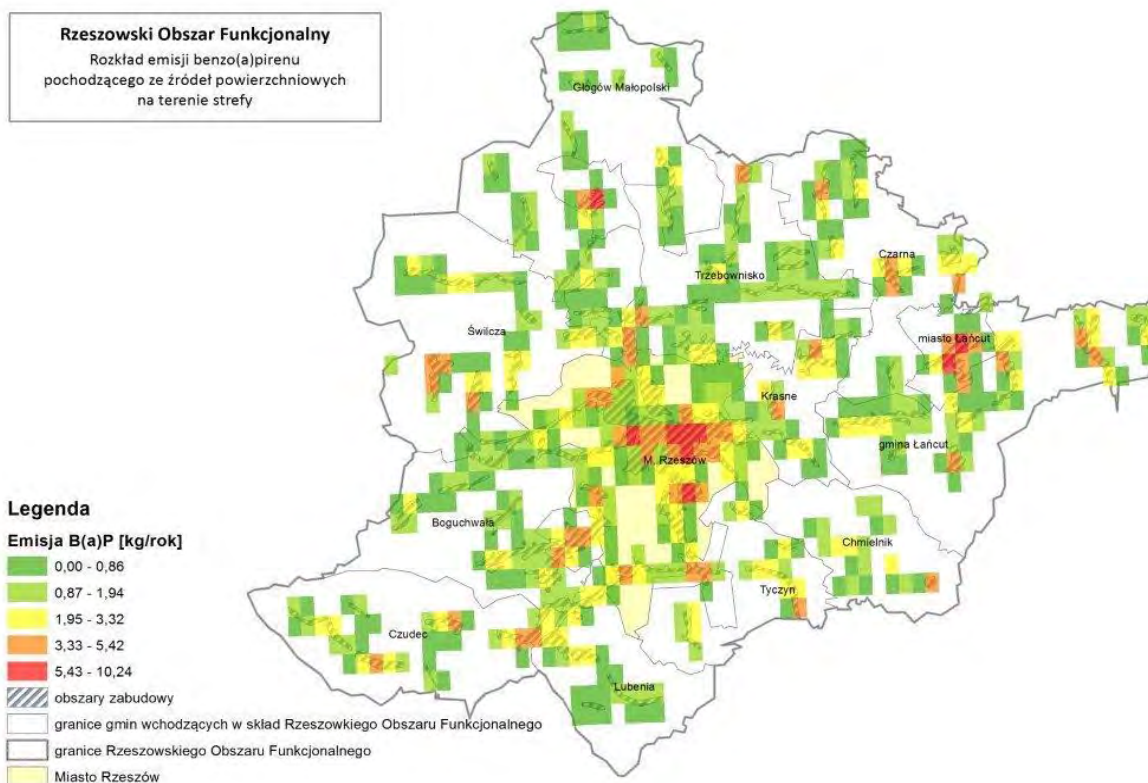 Rzeszowski Obszar Funkcjonalny
Rozkład emisji benzo(a)pirenu
pochodzącego ze źródeł powierzchniowych
na terenie strefy
Głogów Małopolski
Trzebownisko
Czarna
Świlcza
miasto Łańcut
Krasne
gmina Łańcut
M. Rzeszów
Boguchwała
Chmielnik
Tyczyn
Czudec
Lubenia
Legenda
Emisja B(a)P [kg/rok]
0,00 - 0,86
0,87 - 1,94
1,95 - 3,32
3,33 - 5,42
5,43 - 10,24
obszary zabudowy
granice gmin wchodzących w skład Rzeszowkiego Obszaru Funkcjonalnego
granice Rzeszowskiego Obszaru Funkcjonalnego
Miasto Rzeszów